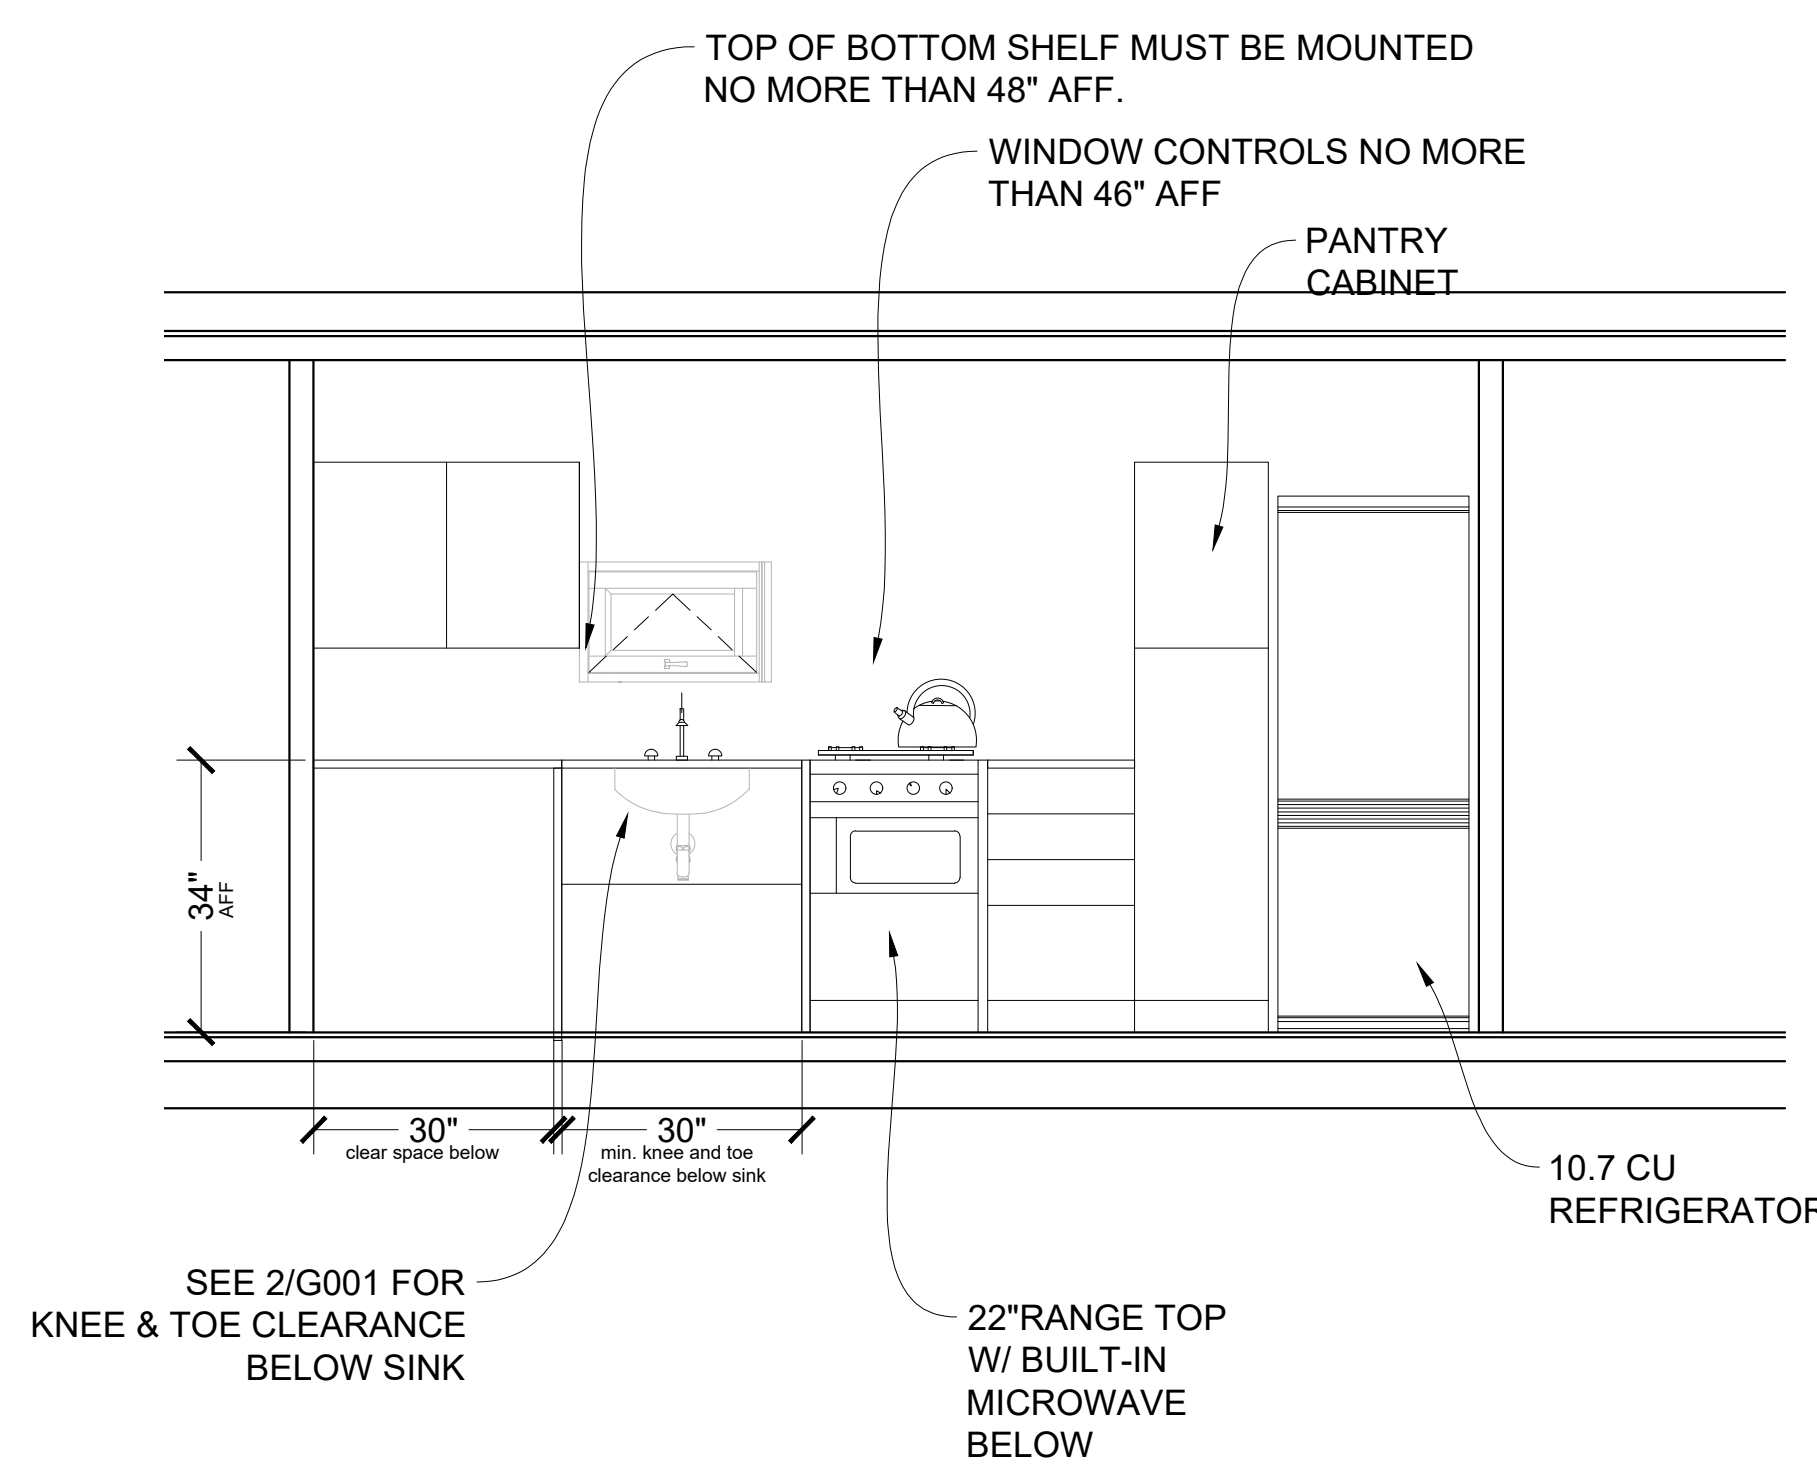 TOP OF BOTTOM SHELF MUST BE MOUNTED
NO MORE THAN 48" AFF.
WINDOW CONTROLS NO MORE
THAN 46" AFF
PANTRY
CABINET
34"
AFF
30"
clear space below
30"
min. knee and toe
clearance below sink
10.7 CU
REFRIGERATOR
SEE 2/G001 FOR
KNEE & TOE CLEARANCE
BELOW SINK
22"RANGE TOP
W/ BUILT-IN
MICROWAVE
BELOW